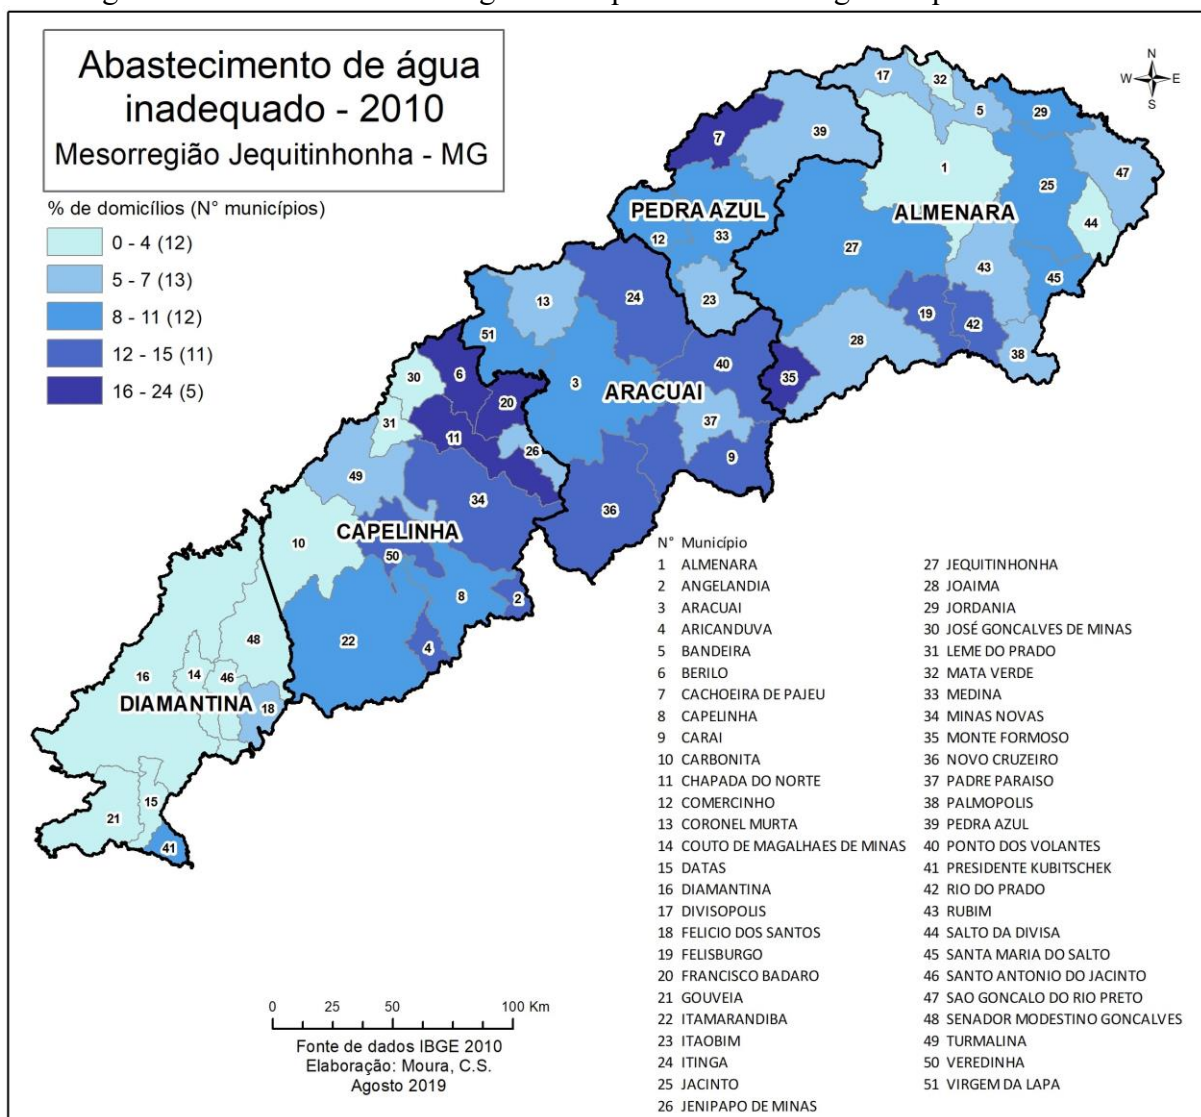 Abastecimento de água
inadequado - 2010
Mesorregião Jequitinhonha - MG
N
W E
S
% de domicílios (N° municípios)
0 - 4 (12)
5 - 7 (13)
8 - 11 (12)
12 - 15 (11)
16 - 24 (5)
17
32
5
29
7
39
1
47
25
PEDRA AZUL
ALMENARA
44
12
33
27
43
45
13
24
23
19
42
51
28
38
40
30
6
35
3
20
ARACUAI
31
37
11
26
9
49
34
36
10
CAPELINHA
50
8
2
22
48
4
16
14
46
DIAMANTINA
18
15
21
41
N° Município
1 ALMENARA
2 ANGELANDIA
3 ARACUAI
4 ARICANDUVA
5 BANDEIRA
6 BERILO
7 CACHOEIRA DE PAJEU
8 CAPELINHA
9 CARAI
10 CARBONITA
11 CHAPADA DO NORTE
12 COMERCINHO
13 CORONEL MURTA
14 COUTO DE MAGALHAES DE MINAS
15 DATAS
16 DIAMANTINA
17 DIVISOPOLIS
18 FELICIO DOS SANTOS
19 FELISBURGO
20 FRANCISCO BADARO
21 GOUVEIA
22 ITAMARANDIBA
23 ITAOBIM
24 ITINGA
25 JACINTO
26 JENIPAPO DE MINAS
27 JEQUITINHONHA
28 JOAIMA
29 JORDANIA
30 JOSÉ GONCALVES DE MINAS
31 LEME DO PRADO
32 MATA VERDE
33 MEDINA
34 MINAS NOVAS
35 MONTE FORMOSO
36 NOVO CRUZEIRO
37 PADRE PARAISO
38 PALMOPOLIS
39 PEDRA AZUL
40 PONTO DOS VOLANTES
41 PRESIDENTE KUBITSCHEK
42 RIO DO PRADO
43 RUBIM
44 SALTO DA DIVISA
45 SANTA MARIA DO SALTO
46 SANTO ANTONIO DO JACINTO
47 SAO GONCALO DO RIO PRETO
48 SENADOR MODESTINO GONCALVES
49 TURMALINA
50 VEREDINHA
51 VIRGEM DA LAPA
0 25 50 100 Km
Fonte de dados IBGE 2010
Elaboração: Moura, C.S.
Agosto 2019